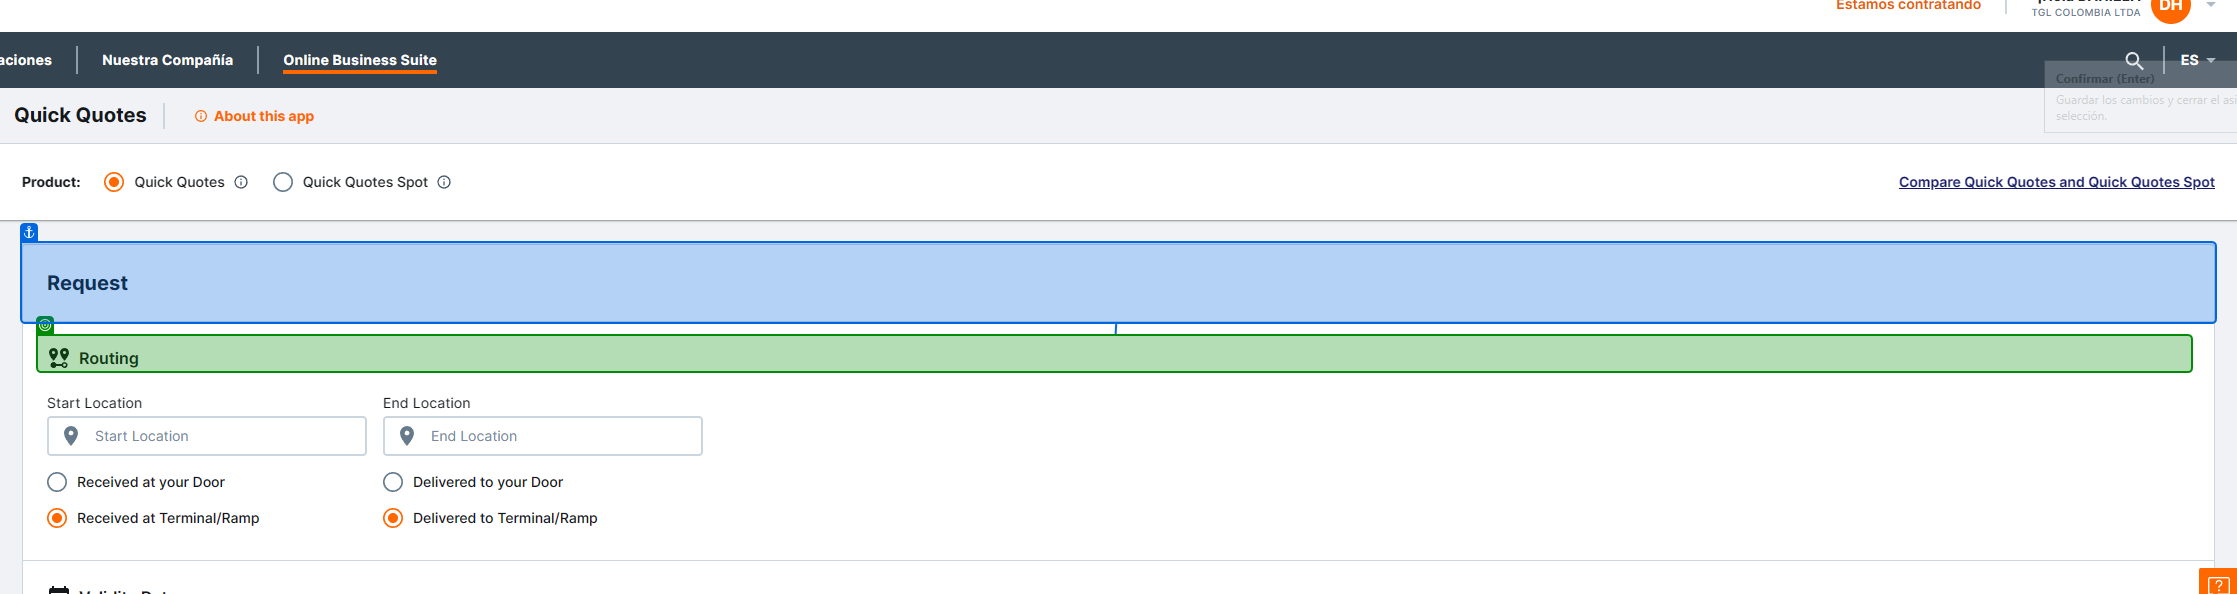 Estamos contratando
TGL COLOMBIA LTDA
DH
aciones
Nuestra Compañía
Online Business Suite
ES
Confirmar (Enter)
Guardar los cambios y cerrar el asi
selección.
Quick Quotes
About this app
Product:
Quick Quotes
Quick Quotes Spot
Compare Quick Quotes and Quick Quotes Spot
Request
Routing
Start Location
End Location
Start Location
End Location
Received at your Door
Delivered to your Door
Received at Terminal/Ramp
Delivered to Terminal/Ramp